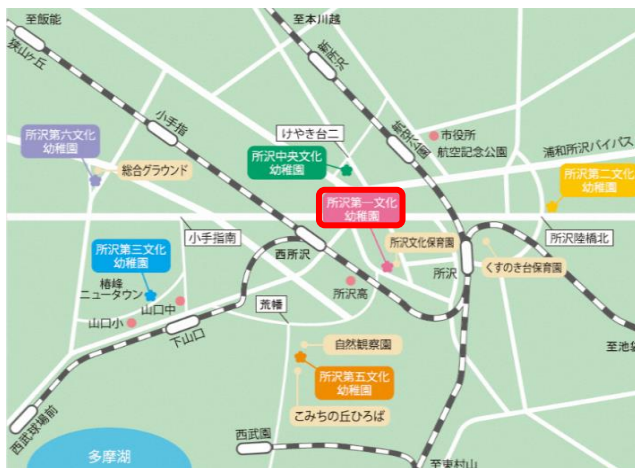 至飯能
至本川越
狭山ヶ丘
新所沢
小手指
けやき台二
航空公園
市役所
航空記念公園
浦和所沢バイパス
所沢第六文化
幼稚園
総合グラウンド
所沢中央文化
幼稚園
所沢第二文化
幼稚園
所沢第一文化
幼稚園
小手指南
西所沢
所沢文化保育園
所沢陸橋北
所沢第三文化
幼稚園
所沢
くすのき台保育園
椿峰
ニュータウン
山口中
所沢高
荒幡
山口小
下山口
自然観察園
至池袋
所沢第五文化
幼稚園
こみちの丘ひろば
西武球場前
西武園
多摩湖
至東村山